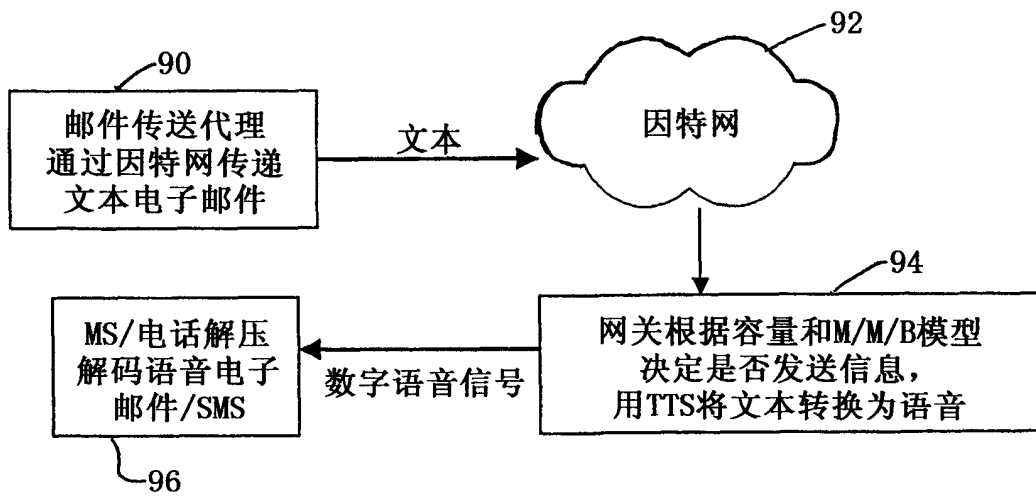 90
邮件传送代理
通过因特网传递
文本电子邮件
文本
92
因特网
94
网关根据容量和M/M/B模型
决定是否发送信息，
用TTS将文本转换为语音
数字语音信号
MS/电话解压
解码语音电子
邮件/SMS
96